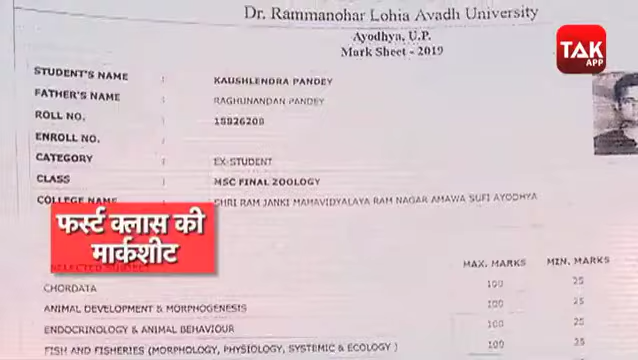 Dr. Rammanohar Lohia Avadh University
Ayodhya, U.P.
Mark Sheet - 2019
TAK
APP
STUDENT'S NAME : KAUSHLENDRA PANDEY
FATHER'S NAME : RAGHUNANDAN PANDEY
ROLL NO. : 18826208
ENROLL NO. :
CATEGORY : EX-STUDENT
CLASS : MSC FINAL ZOOLOGY
COLLEGE NAME SHRI RAM JANKI MAHAVIDYALAYA RAM NAGAR AMAWA SUFI AYODHYA
फर्स्ट क्लास की
मार्कशीट
MAX. MARKS MIN. MARKS
CHORDATA 100 25
ANIMAL DEVELOPMENT & MORPHOGENESIS 100 25
ENDOCRINOLOGY & ANIMAL BEHAVIOUR 100 25
FISH AND FISHERIES (MORPHOLOGY, PHYSIOLOGY, SYSTEMIC & ECOLOGY ) 100 25